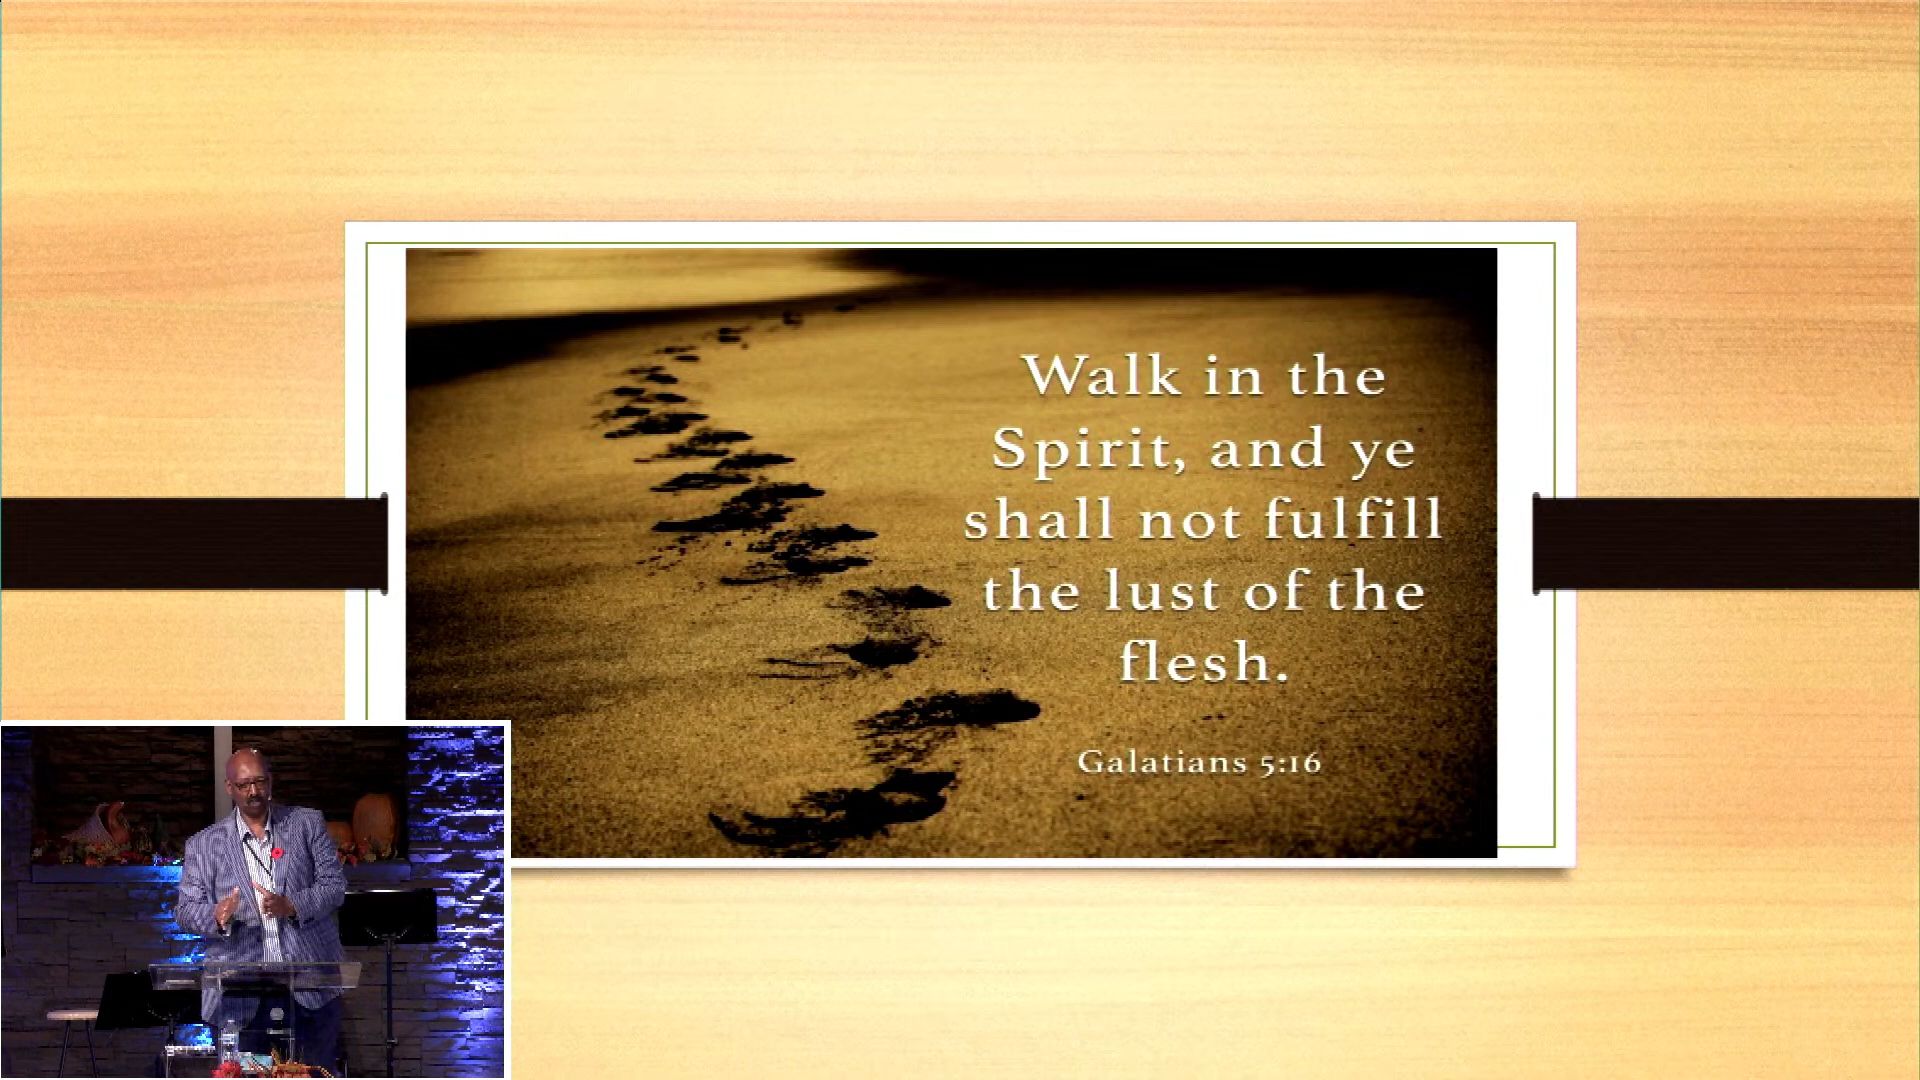 Walk in the
Spirit, and ye
shall not fulfill
the lust of the
flesh.
Galatians 5:16